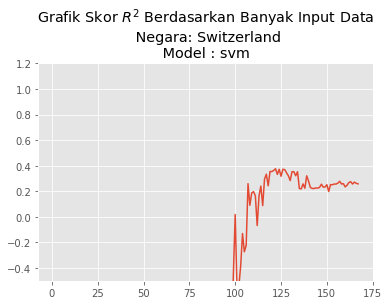 Grafik Skor $R^2$ Berdasarkan Banyak Input Data
Negara: Switzerland
Model : svm
1.2
1.0
0.8
0.6
0.4
0.2
0.0
−0.2
−0.4
0 25 50 75 100 125 150 175